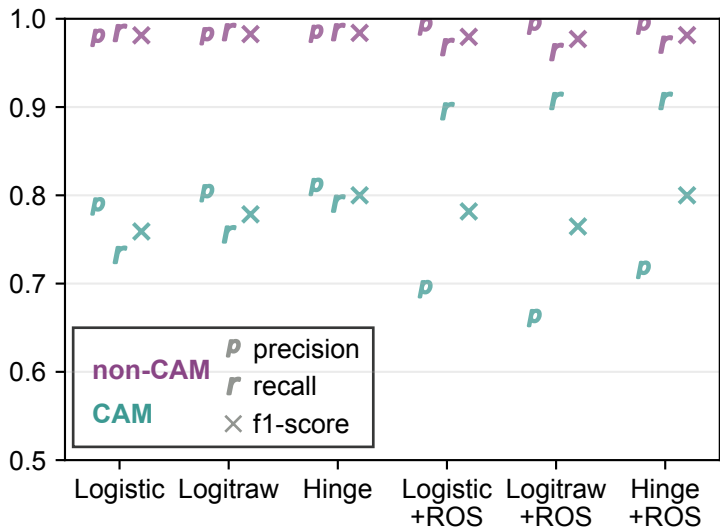 1.0
0.9
0.8
0.7
0.6
0.5
p r
p r
p r
p r
p r
p r
p r
p r
p r
p r
p r
p r
non-CAM
CAM
p precision
r recall
× f1-score
Logistic Logitraw Hinge Logistic Logitraw Hinge
+ROS +ROS +ROS